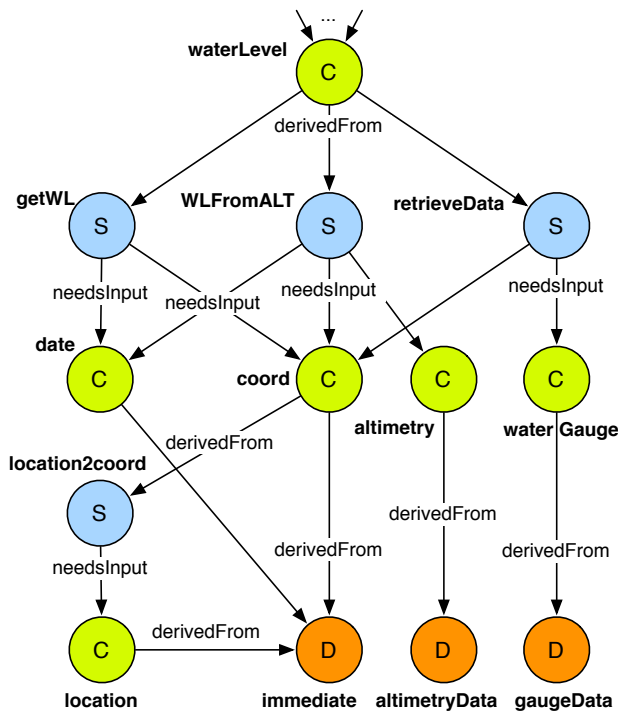 ...
waterLevel
C
derivedFrom
getWL
WLFromALT
retrieveData
S
S
S
needsInput
needsInput
needsInput
needsInput
date
coord
C
C
C
C
altimetry
water Gauge
derivedFrom
location2coord
S
derivedFrom
derivedFrom
derivedFrom
needsInput
derivedFrom
C
D
D
D
location
immediate
altimetryData
gaugeData